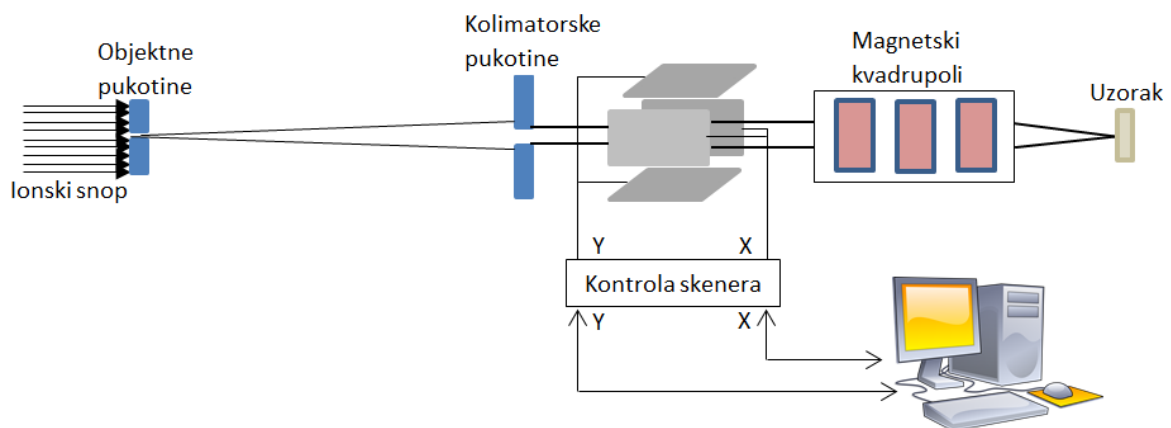 Objektne
pukotine
Ionski snop
Kolimatorske
pukotine
Magnetski
kvadrupoli
Uzorak
Y X
Kontrola skenera
Y X